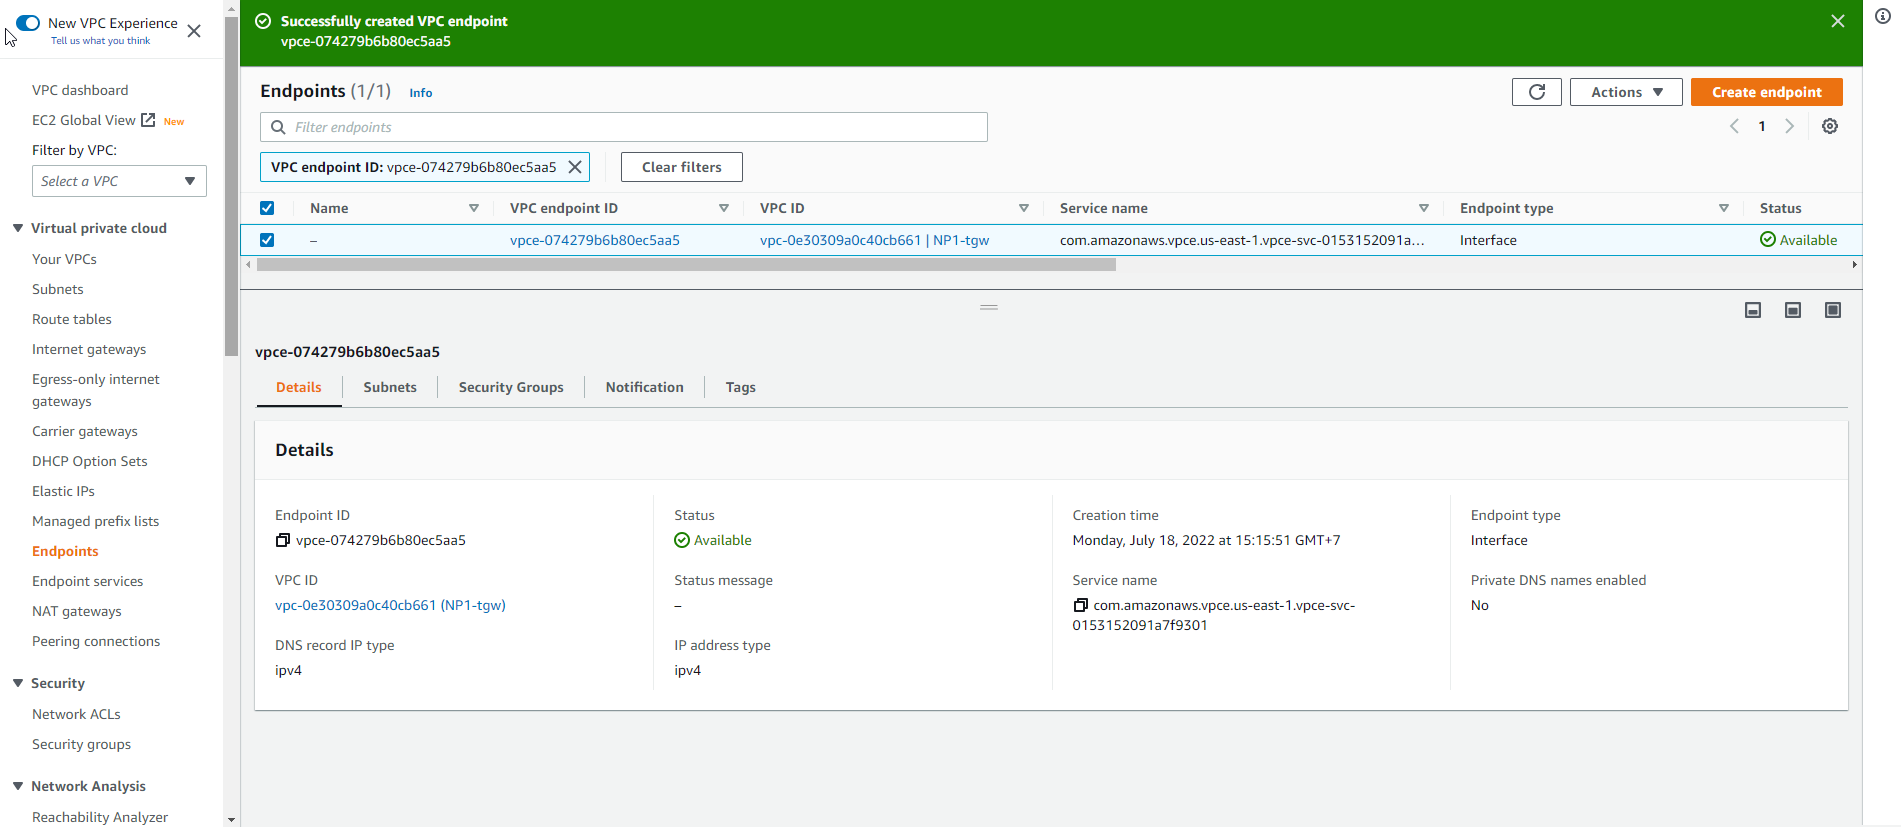 New VPC Experience
Tell us what you think
VPC dashboard
EC2 Global View New
Filter by VPC:
Select a VPC
Virtual private cloud
Your VPCs
Subnets
Route tables
Internet gateways
Egress-only internet
gateways
Carrier gateways
DHCP Option Sets
Elastic IPs
Managed prefix lists
Endpoints
Endpoint services
NAT gateways
Peering connections
Security
Network ACLs
Security groups
Network Analysis
Reachability Analyzer
Successfully created VPC endpoint
vpce-074279b6b80ec5aa5
Endpoints (1/1) Info
Actions
Create endpoint
Filter endpoints
1
VPC endpoint ID: vpce-074279b6b80ec5aa5
Clear filters
Name VPC endpoint ID VPC ID Service name Endpoint type Status
– vpce-074279b6b80ec5aa5 vpc-0e30309a0c40cb661 | NP1-tgw com.amazonaws.vpce.us-east-1.vpce-svc-0153152091a... Interface Available
vpce-074279b6b80ec5aa5
Details Subnets Security Groups Notification Tags
Details
Endpoint ID
vpce-074279b6b80ec5aa5
VPC ID
vpc-0e30309a0c40cb661 (NP1-tgw)
DNS record IP type
ipv4
Status
Available
Status message
–
IP address type
ipv4
Creation time
Monday, July 18, 2022 at 15:15:51 GMT+7
Service name
com.amazonaws.vpce.us-east-1.vpce-svc-
0153152091a7f9301
Endpoint type
Interface
Private DNS names enabled
No